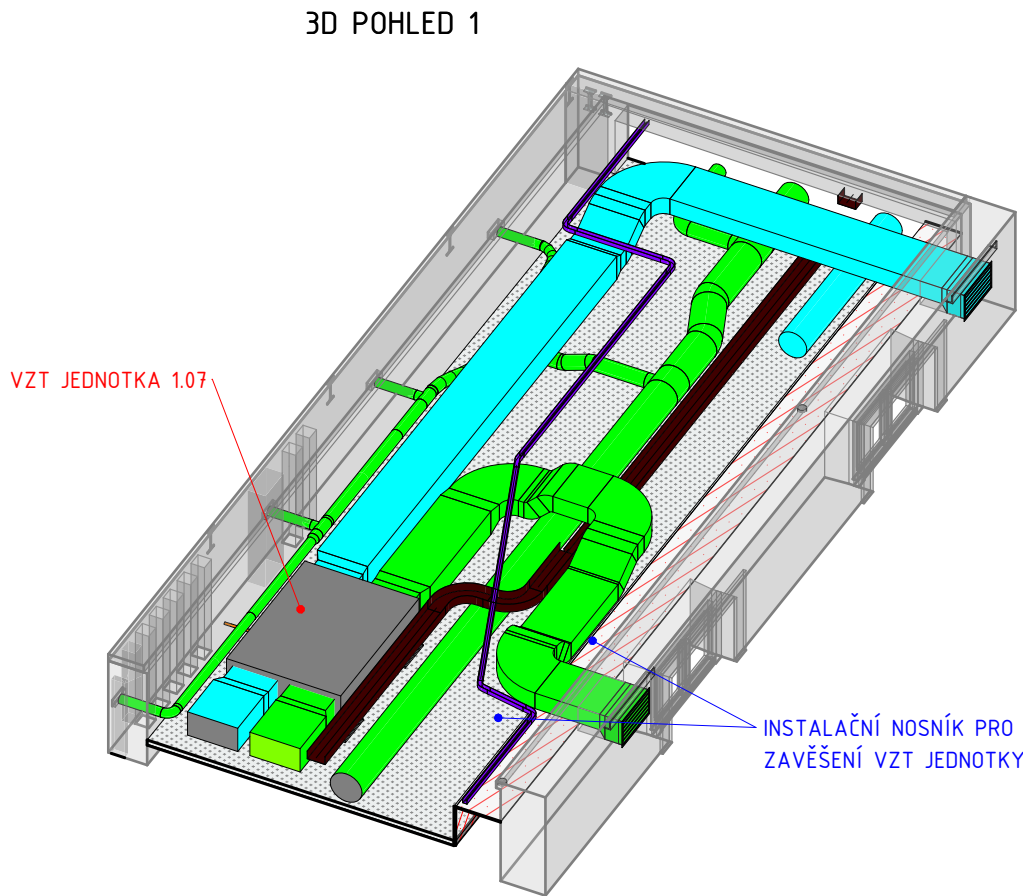 3D POHLED 1
VZT JEDNOTKA 1.07
INSTALAČNÍ NOSNÍK PRO
ZAVĚŠENÍ VZT JEDNOTKY